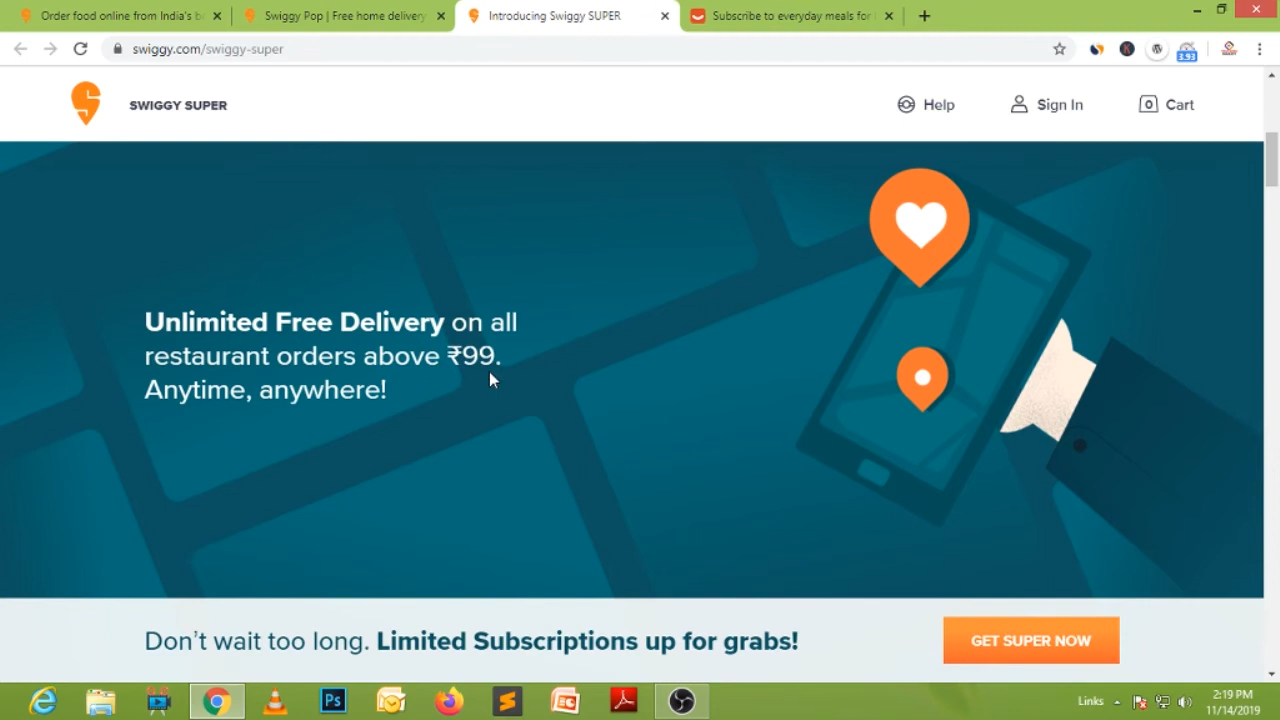 Order food online from India's b
Swiggy Pop | Free home delivery
Introducing Swiggy SUPER
Subscribe to everyday meals for
swiggy.com/swiggy-super
3.93
SWIGGY SUPER
Help
Sign In
0
Cart
Unlimited Free Delivery on all
restaurant orders above ₹99.
Anytime, anywhere!
Don't wait too long. Limited Subscriptions up for grabs!
GET SUPER NOW
Ps
Links
2:19 PM
11/14/2019